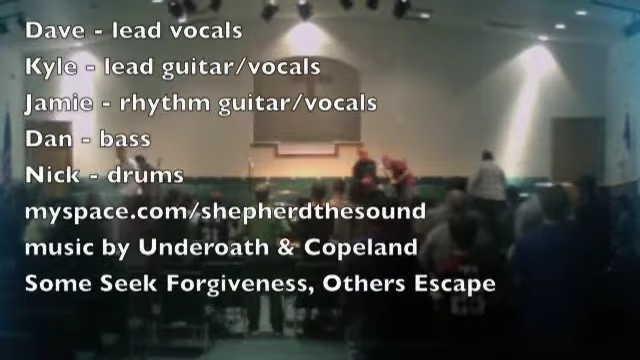 Dave - lead vocals
Kyle - lead guitar/vocals
Jamie - rhythm guitar/vocals
Dan - bass
Nick - drums
myspace.com/shepherdthesound
music by Underoath & Copeland
Some Seek Forgiveness, Others Escape